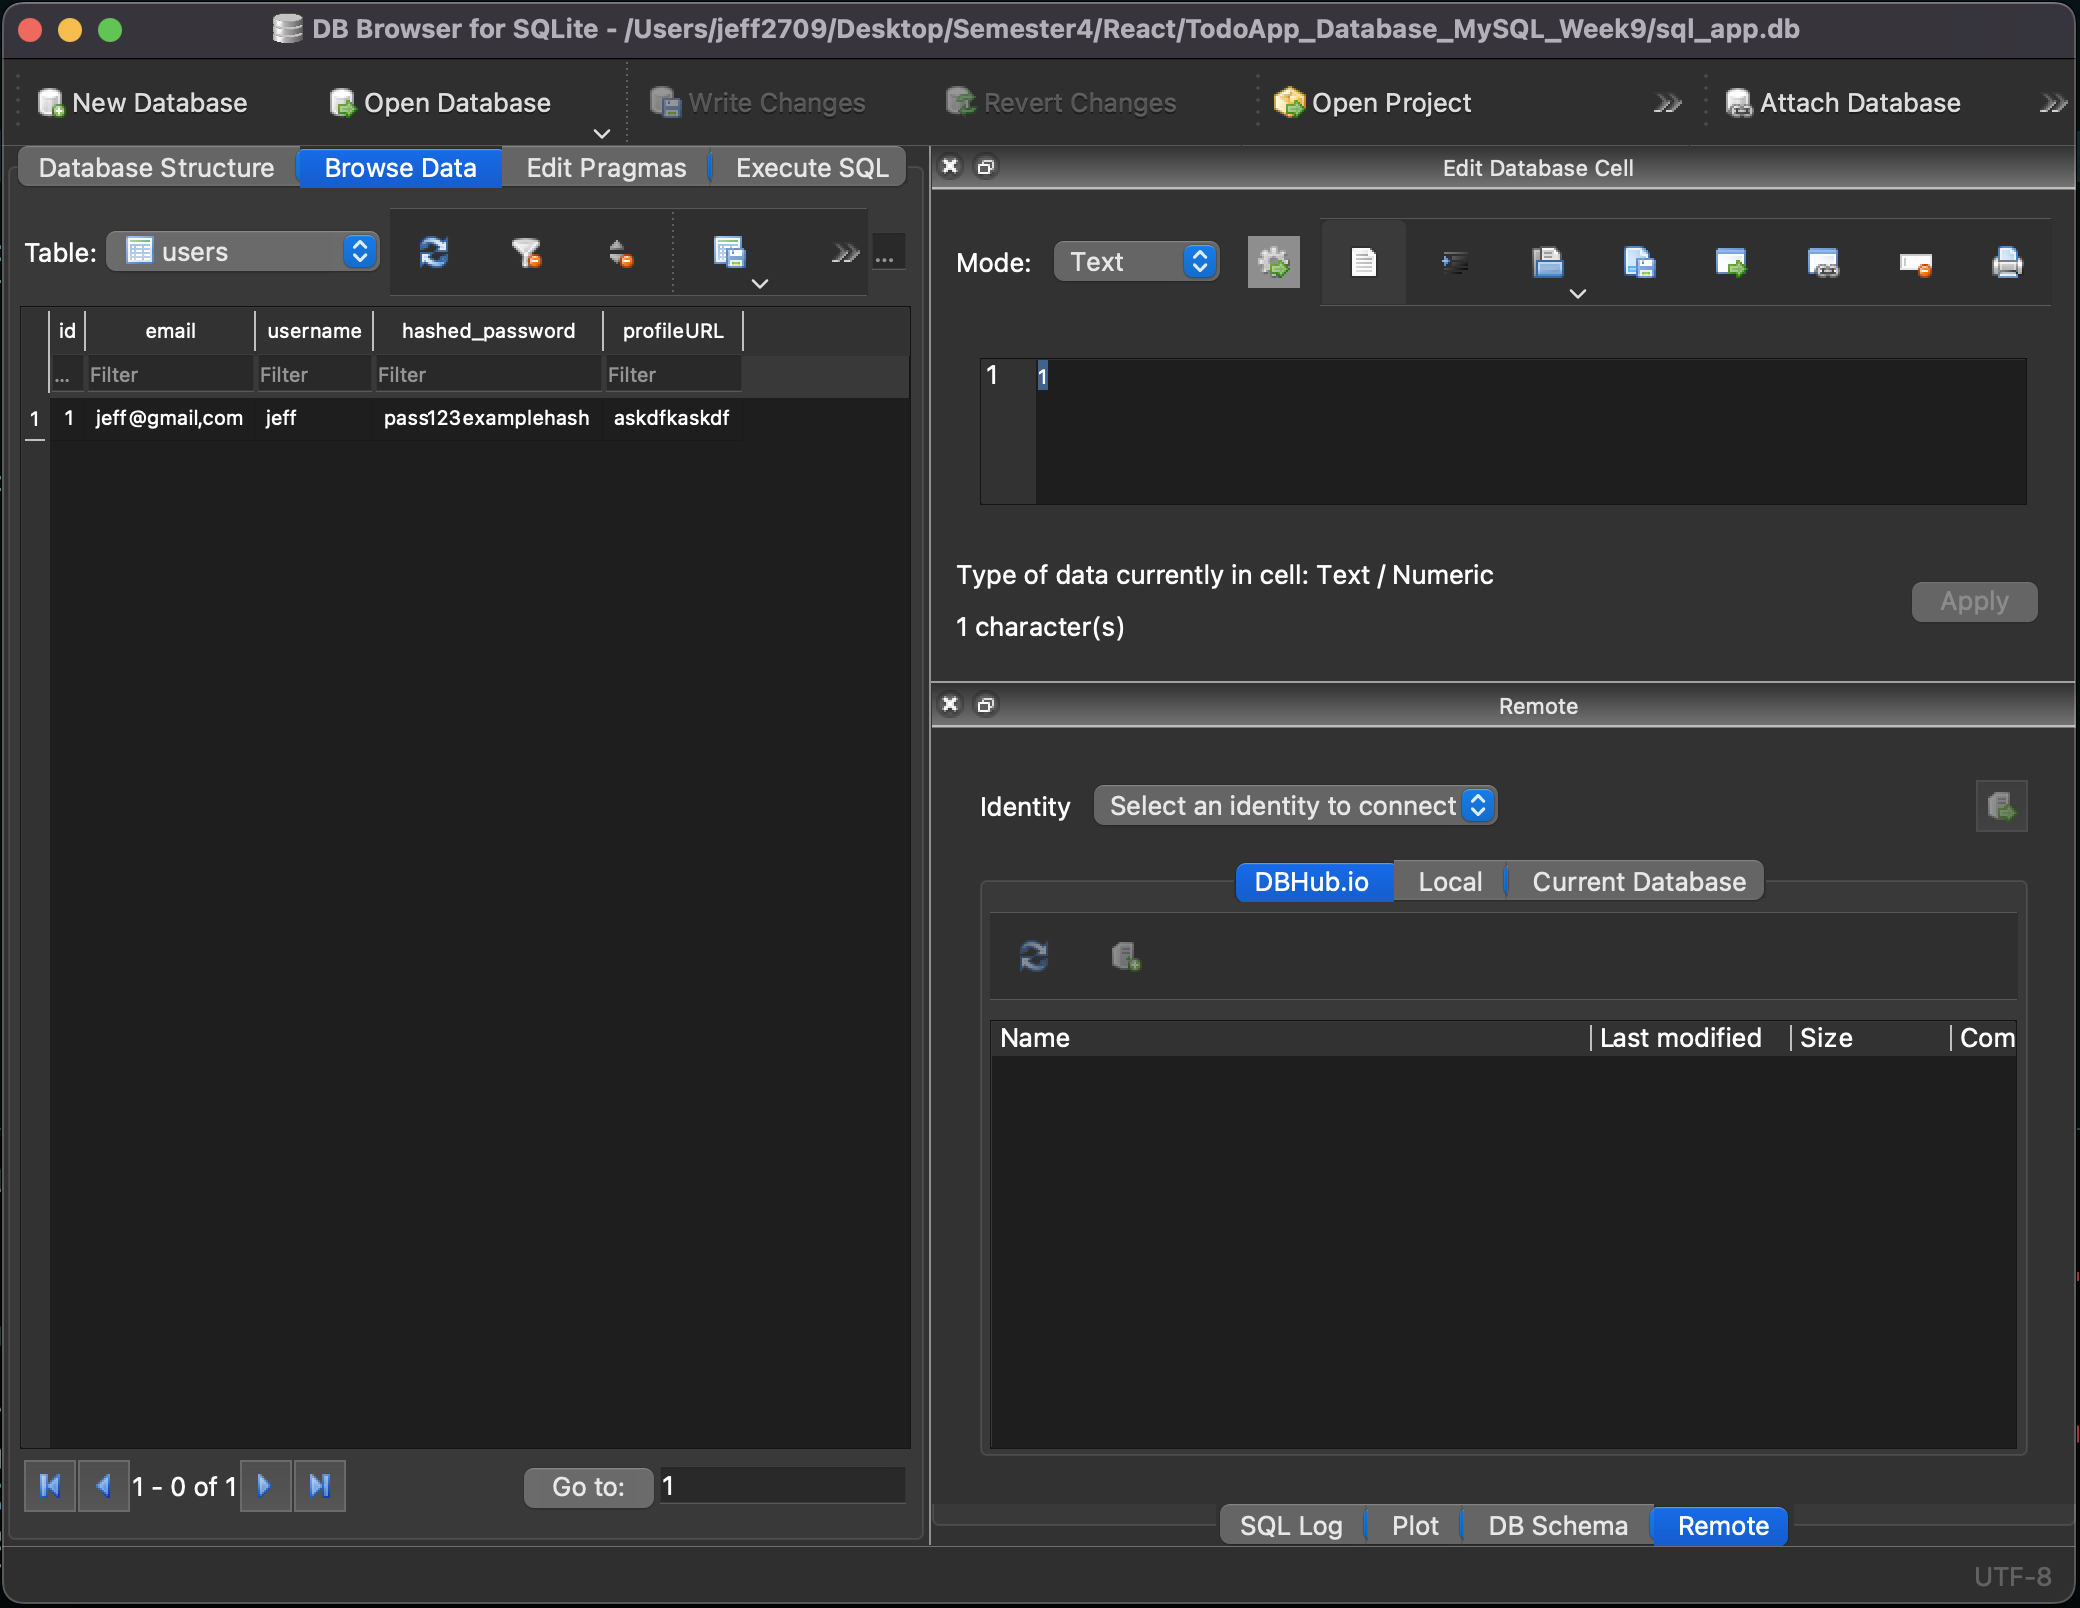 DB Browser for SQLite - /Users/jeff2709/Desktop/Semester4/React/TodoApp_Database_MySQL_Week9/sql_app.db
New Database Open Database Write Changes Revert Changes Open Project Attach Database
Database Structure Browse Data Edit Pragmas Execute SQL
Table: users ...
id email username hashed_password profileURL
... Filter Filter Filter Filter
1 1 jeff@gmail,com jeff pass123examplehash askdfkaskdf
1 - 0 of 1 Go to: 1
Edit Database Cell
Mode: Text
1 1
Type of data currently in cell: Text / Numeric
1 character(s)
Apply
Remote
Identity Select an identity to connect
DBHub.io Local Current Database
Name Last modified Size Com
SQL Log Plot DB Schema Remote
UTF-8